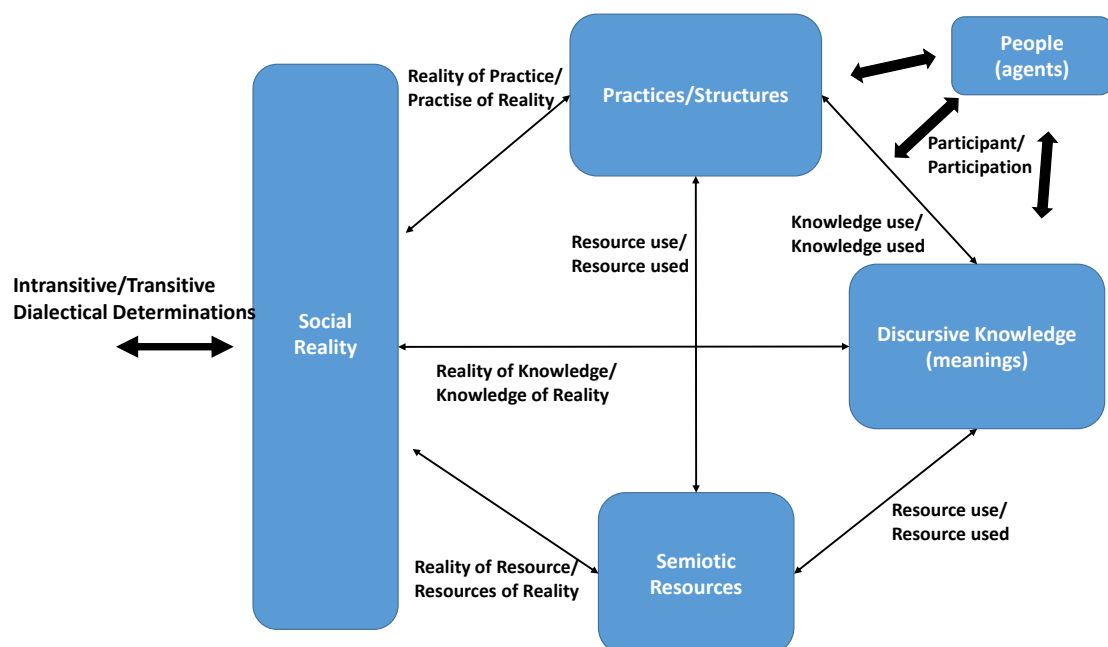 People
(agents)
Reality of Practice/
Practise of Reality
Practices/Structures
Participant/
Participation
Knowledge use/
Knowledge used
Resource use/
Resource used
Intransitive/Transitive
Dialectical Determinations
Social
Reality
Discursive Knowledge
(meanings)
Reality of Knowledge/
Knowledge of Reality
Resource use/
Resource used
Reality of Resource/
Resources of Reality
Semiotic
Resources